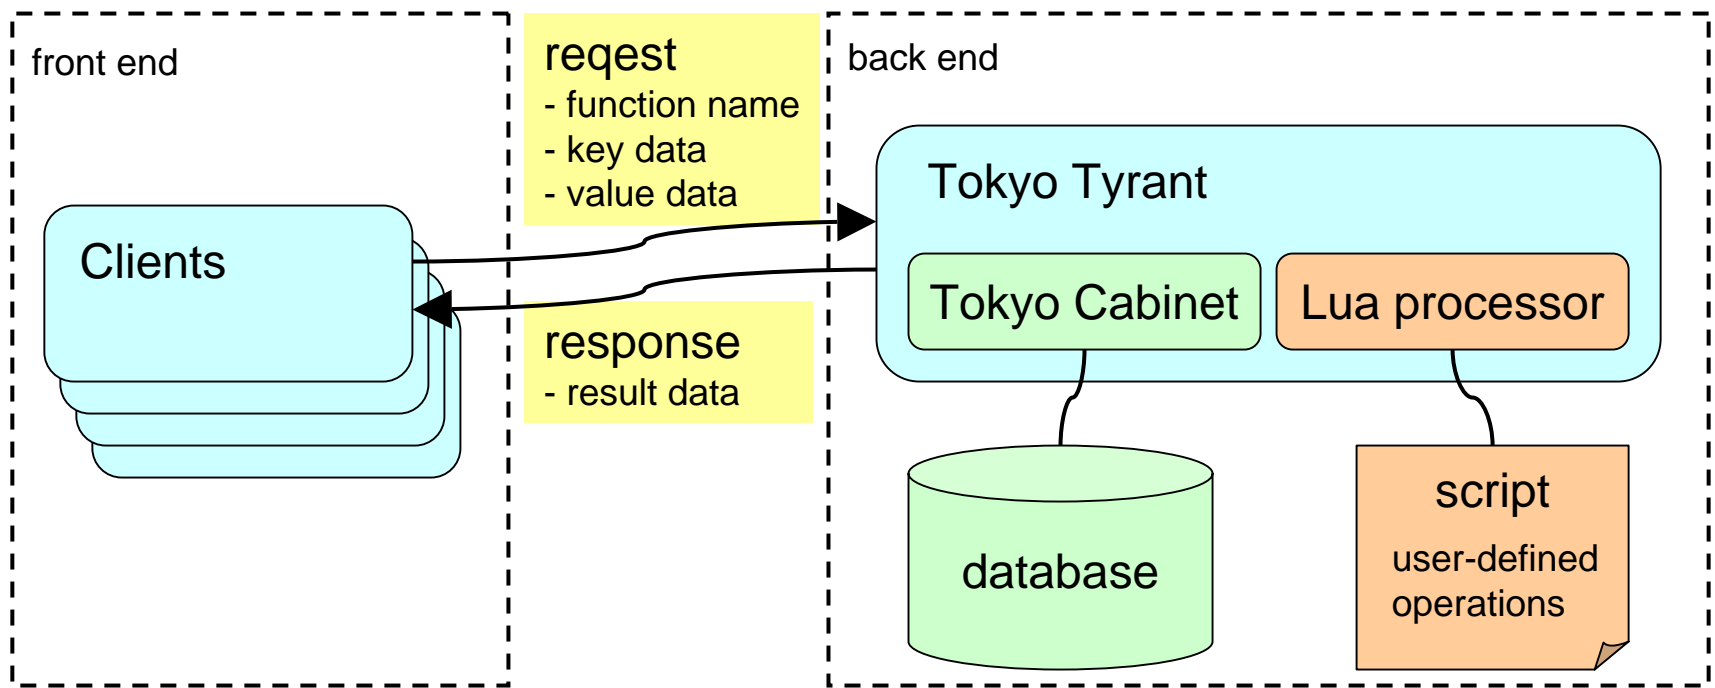 front end
Clients
reqest
- function name
- key data
- value data
response
- result data
back end
Tokyo Tyrant
Tokyo Cabinet
Lua processor
database
script
user-defined
operations